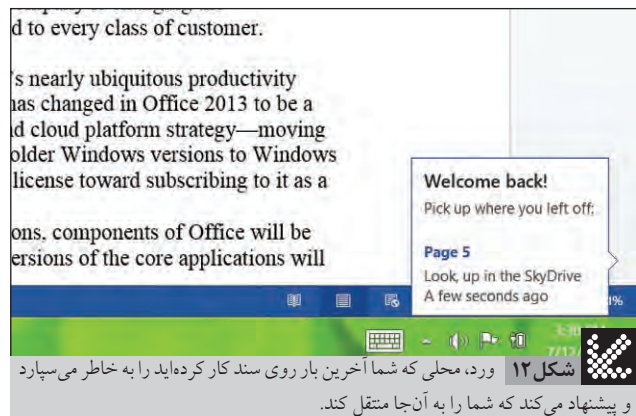 d to every class of customer.
's nearly ubiquitous productivity
has changed in Office 2013 to be a
d cloud platform strategy—moving
older Windows versions to Windows
license toward subscribing to it as a
ons, components of Office will be
ersions of the core applications will
Welcome back!
Pick up where you left off:
Page 5
Look, up in the SkyDrive
A few seconds ago
شکل ۱۲ ورد، محلی که شما آخرین بار روی سند کار کرده‌اید را به خاطر می‌سپارد
و پیشنهاد می‌کند که شما را به آن‌جا منتقل کند.